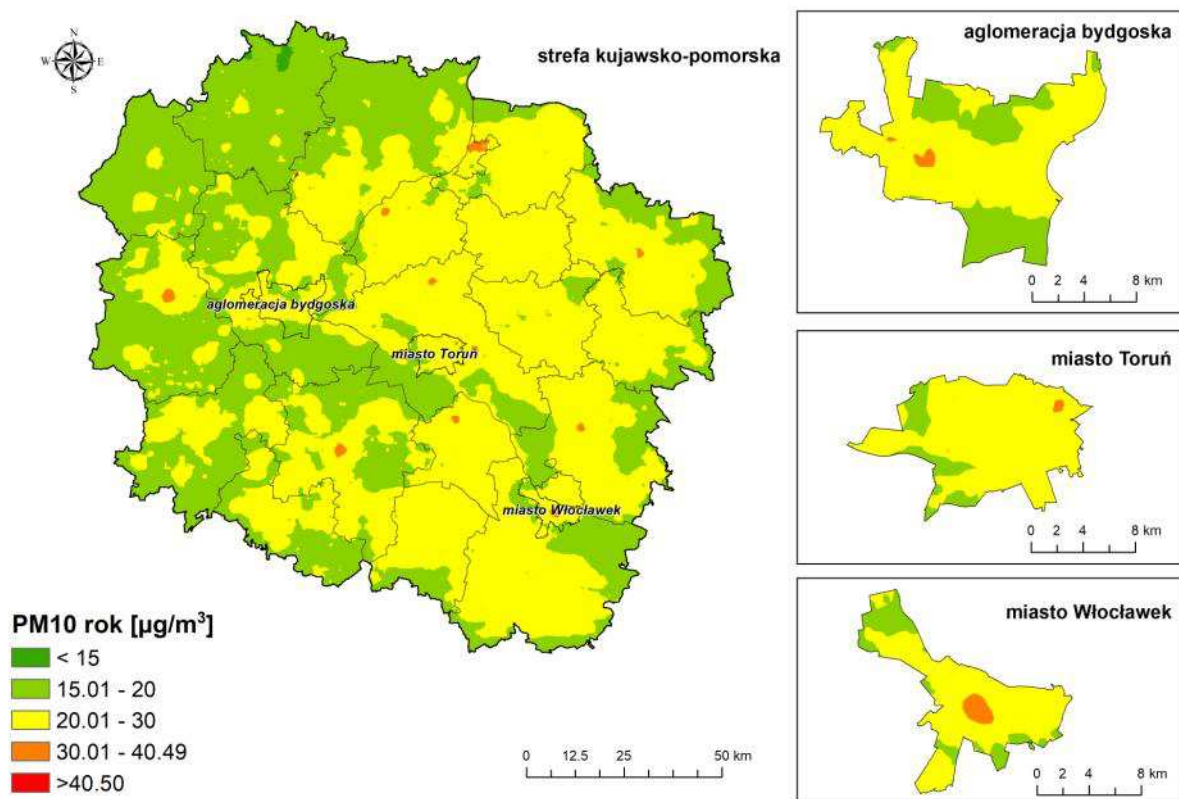 N
W E
S
strefa kujawsko-pomorska
aglomeracja bydgoska
miasto Toruń
miasto Włocławek
PM10 rok [µg/m³]
< 15
15.01 - 20
20.01 - 30
30.01 - 40.49
>40.50
0 12.5 25 50 km
aglomeracja bydgoska
0 2 4 8 km
miasto Toruń
0 2 4 8 km
miasto Włocławek
0 2 4 8 km